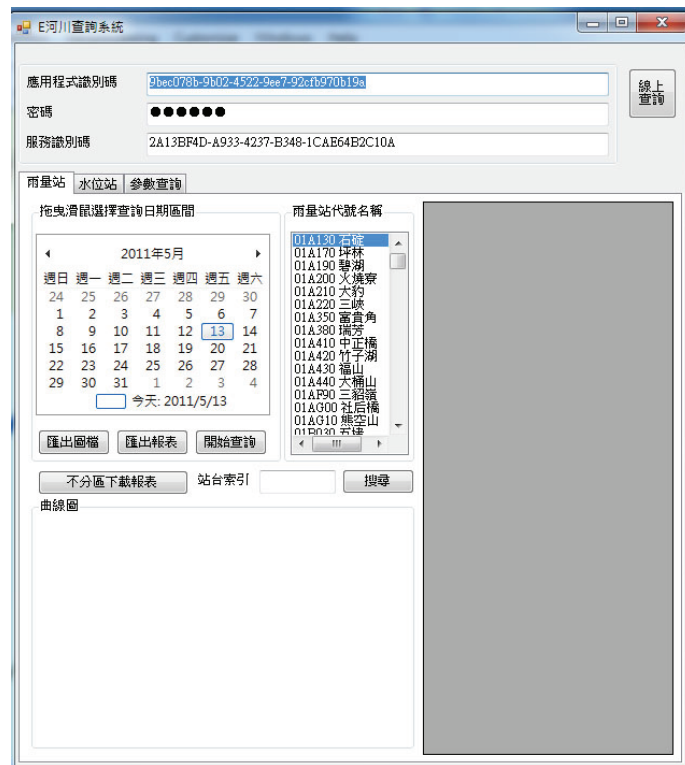 E河川查詢系統
應用程式識別碼 9bec078b-9b02-4522-9ee7-92cfb970b19a
線上查詢
密碼 ●●●●●●
服務識別碼 2A13BF4D-A933-4237-B348-1CAE64B2C10A
雨量站 水位站 參數查詢
拖曳滑鼠選擇查詢日期區間
2011年5月
週日 週一 週二 週三 週四 週五 週六
24 25 26 27 28 29 30
1 2 3 4 5 6 7
8 9 10 11 12 13 14
15 16 17 18 19 20 21
22 23 24 25 26 27 28
29 30 31 1 2 3 4
今天: 2011/5/13
匯出圖檔 匯出報表 開始查詢
雨量站代號名稱
01A130 石碇
01A170 坪林
01A190 碧湖
01A200 火燒寮
01A210 大豹
01A220 三峽
01A350 富貴角
01A380 瑞芳
01A410 中正橋
01A420 竹子湖
01A430 福山
01A440 大桶山
01AF90 三貂嶺
01AG00 社后橋
01AG10 熊空山
01B030
不分區下載報表 站台索引 搜尋
曲線圖